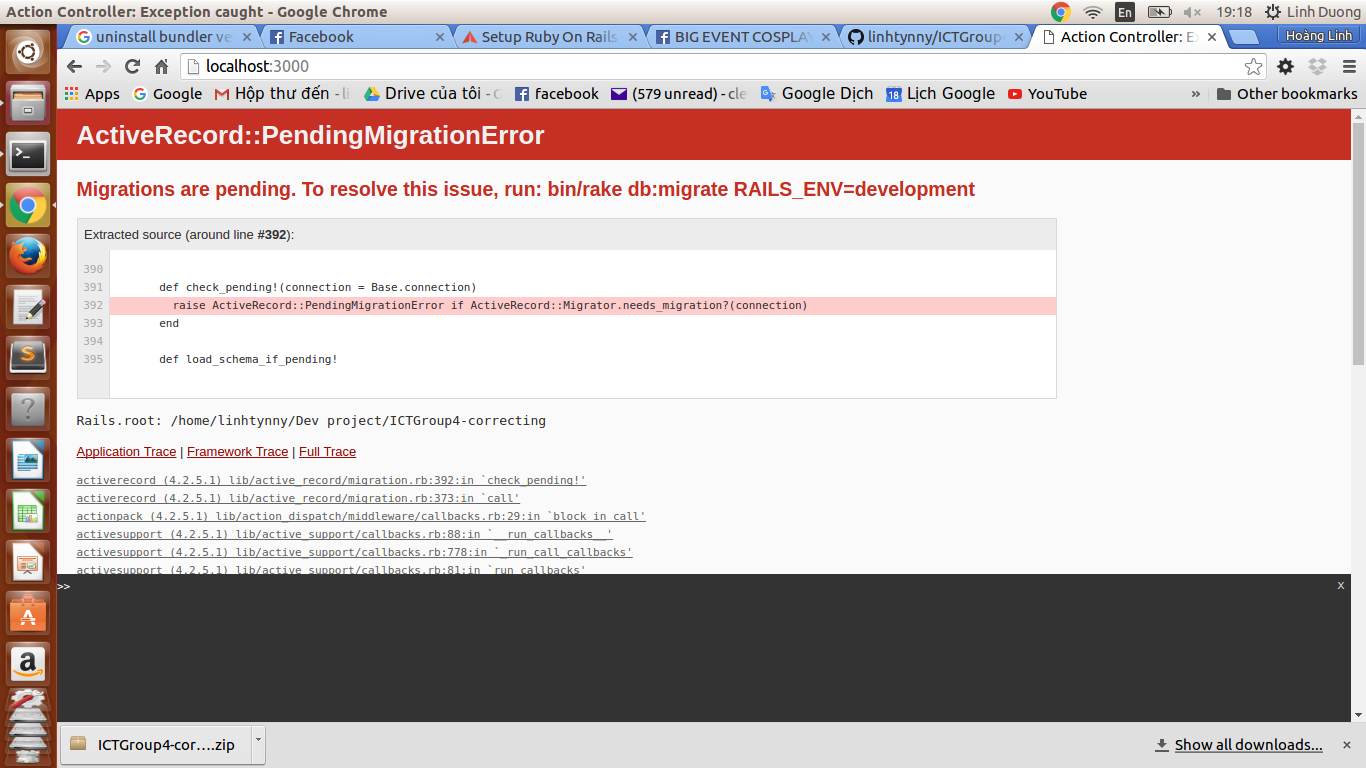 Action Controller: Exception caught - Google Chrome
En
19:18
Linh Duong
uninstall bundler ve
Facebook
Setup Ruby On Rails
BIG EVENT COSPLAY
linhtynny/ICTGroup
Action Controller: E
Hoàng Linh
localhost:3000
Apps
Google
Hộp thư đến - li
Drive của tôi - G
facebook
(579 unread) - cle
Google Dịch
18
Lịch Google
YouTube
»
Other bookmarks
ActiveRecord::PendingMigrationError
Migrations are pending. To resolve this issue, run: bin/rake db:migrate RAILS_ENV=development
Extracted source (around line #392):
390
391 def check_pending!(connection = Base.connection)
392 raise ActiveRecord::PendingMigrationError if ActiveRecord::Migrator.needs_migration?(connection)
393 end
394
395 def load_schema_if_pending!
Rails.root: /home/linhtynny/Dev project/ICTGroup4-correcting
Application Trace | Framework Trace | Full Trace
activerecord (4.2.5.1) lib/active_record/migration.rb:392:in `check_pending!'
activerecord (4.2.5.1) lib/active_record/migration.rb:373:in `call'
actionpack (4.2.5.1) lib/action_dispatch/middleware/callbacks.rb:29:in `block in call'
activesupport (4.2.5.1) lib/active_support/callbacks.rb:88:in `__run_callbacks__'
activesupport (4.2.5.1) lib/active_support/callbacks.rb:778:in `_run_call_callbacks'
activesupport (4.2.5.1) lib/active_support/callbacks.rb:81:in `run_callbacks'
>>
x
ICTGroup4-cor....zip
Show all downloads...